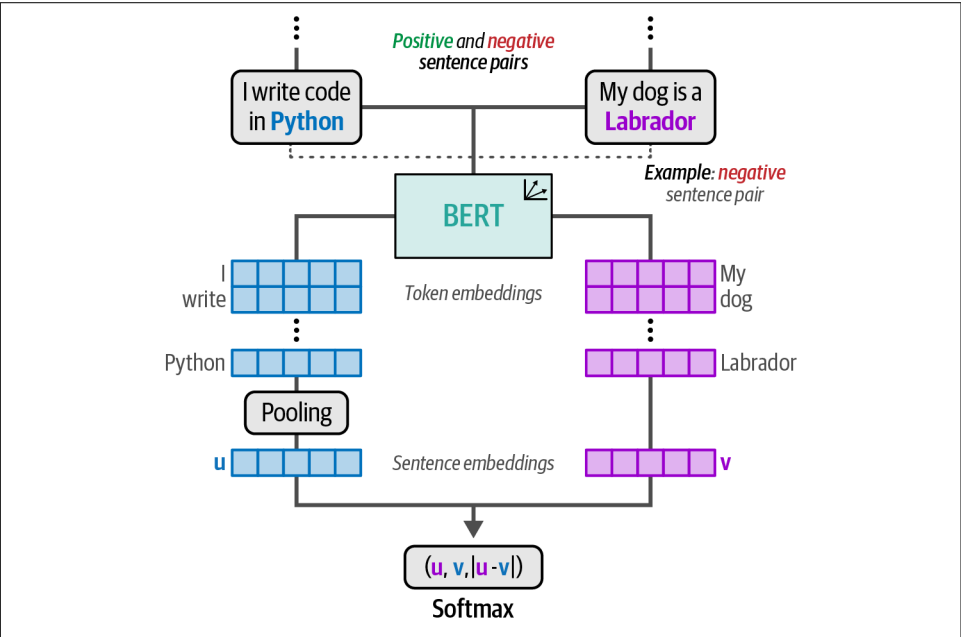 Positive and negative
sentence pairs
I write code
in Python
My dog is a
Labrador
Example: negative
sentence pair
BERT
I
write
Token embeddings
My
dog
Python
Labrador
Pooling
u
Sentence embeddings
v
(u, v,|u - v|)
Softmax